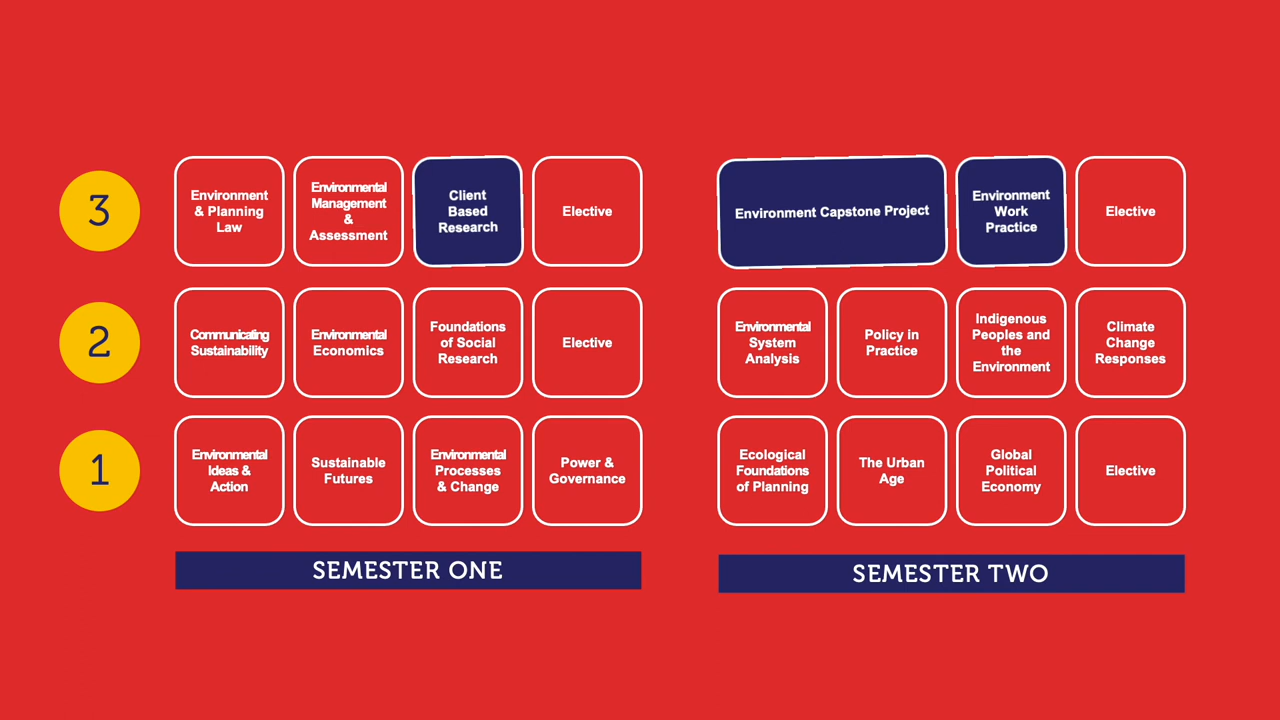 3
Environment
& Planning
Law
Environmental
Management
&
Assessment
Client
Based
Research
Elective
Environment Capstone Project
Environment
Work
Practice
Elective
2
Communicating
Sustainability
Environmental
Economics
Foundations
of Social
Research
Elective
Environmental
System
Analysis
Policy in
Practice
Indigenous
Peoples and
the
Environment
Climate
Change
Responses
1
Environmental
Ideas &
Action
Sustainable
Futures
Environmental
Processes
& Change
Power &
Governance
Ecological
Foundations
of Planning
The Urban
Age
Global
Political
Economy
Elective
SEMESTER ONE
SEMESTER TWO